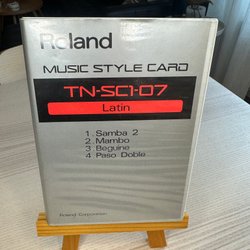 Roland
MUSIC STYLE CARD
TN-SC1-07
Latin
1. Samba 2
2. Mambo
3. Beguine
4. Paso Doble
Roland Corporation